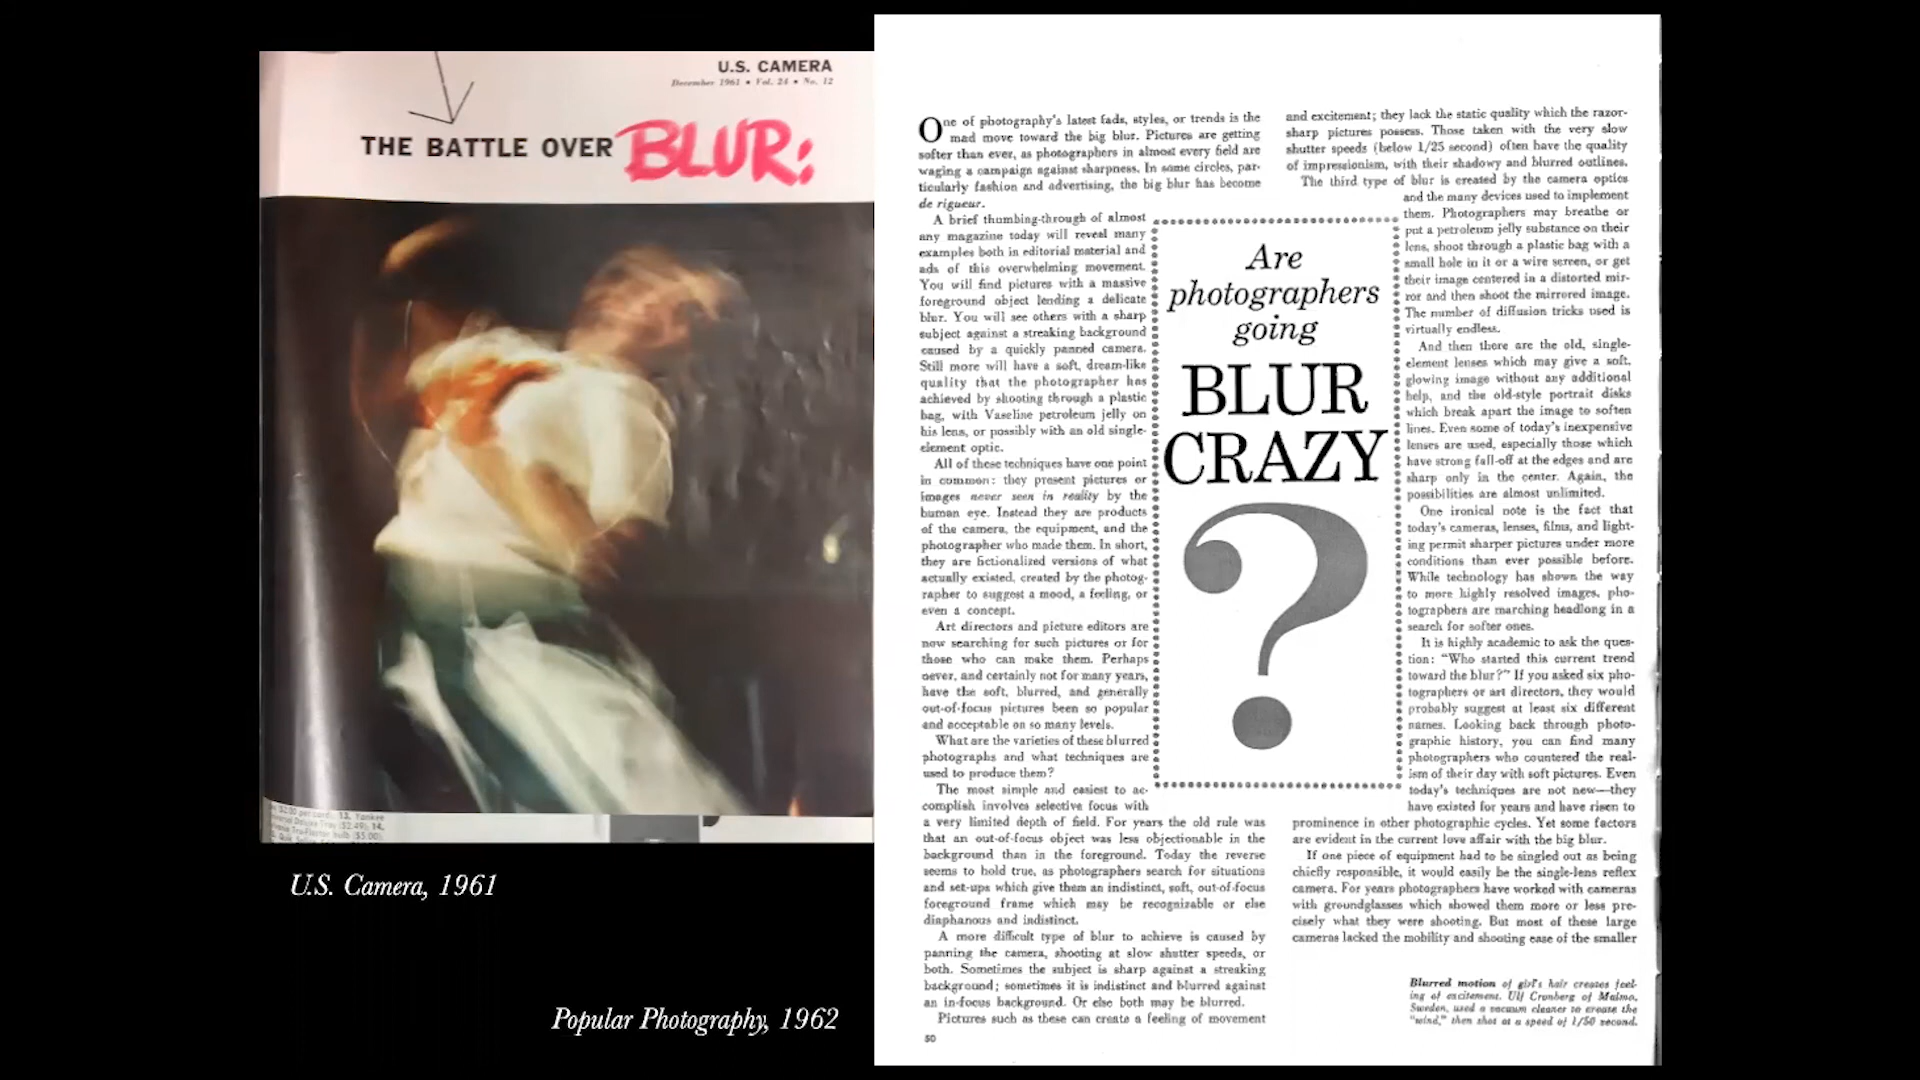 U.S. CAMERA
December 1961 • Vol. 24 • No. 12
THE BATTLE OVER BLUR:
$2.50 per card; 13, Yankee
Deluxe Tray ($2.49); 14,
bulb ($5.00)
U.S. Camera, 1961
Popular Photography, 1962
One of photography's latest fads, styles, or trends is the
mad move toward the big blur. Pictures are getting
softer than ever, as photographers in almost every field are
waging a campaign against sharpness. In some circles, par-
ticularly fashion and advertising, the big blur has become
de rigueur.
A brief thumbing-through of almost
any magazine today will reveal many
examples both in editorial material and
ads of this overwhelming movement.
You will find pictures with a massive
foreground object lending a delicate
blur. You will see others with a sharp
subject against a streaking background
caused by a quickly panned camera.
Still more will have a soft, dream-like
quality that the photographer has
achieved by shooting through a plastic
bag, with Vaseline petroleum jelly on
his lens, or possibly with an old single-
element optic.
All of these techniques have one point
in common: they present pictures or
images never seen in reality by the
human eye. Instead they are products
of the camera, the equipment, and the
photographer who made them. In short,
they are fictionalized versions of what
actually existed, created by the photog-
rapher to suggest a mood, a feeling, or
even a concept.
Art directors and picture editors are
now searching for such pictures or for
those who can make them. Perhaps
never, and certainly not for many years,
have the soft, blurred, and generally
out-of-focus pictures been so popular
and acceptable on so many levels.
What are the varieties of these blurred
photographs and what techniques are
used to produce them?
The most simple and easiest to ac-
complish involves selective focus with
a very limited depth of field. For years the old rule was
that an out-of-focus object was less objectionable in the
background than in the foreground. Today the reverse
seems to hold true, as photographers search for situations
and set-ups which give them an indistinct, soft, out-of-focus
foreground frame which may be recognizable or else
diaphanous and indistinct.
A more difficult type of blur to achieve is caused by
panning the camera, shooting at slow shutter speeds, or
both. Sometimes the subject is sharp against a streaking
background; sometimes it is indistinct and blurred against
an in-focus background. Or else both may be blurred.
Pictures such as these can create a feeling of movement
50
Are
photographers
going
BLUR
CRAZY
?
and excitement; they lack the static quality which the razor-
sharp pictures possess. Those taken with the very slow
shutter speeds (below 1/25 second) often have the quality
of impressionism, with their shadowy and blurred outlines.
The third type of blur is created by the camera optics
and the many devices used to implement
them. Photographers may breathe or
put a petroleum jelly substance on their
lens, shoot through a plastic bag with a
small hole in it or a wire screen, or get
their image centered in a distorted mir-
ror and then shoot the mirrored image.
The number of diffusion tricks used is
virtually endless.
And then there are the old, single-
element lenses which may give a soft,
glowing image without any additional
help, and the old-style portrait disks
which break apart the image to soften
lines. Even some of today's inexpensive
lenses are used, especially those which
have strong fall-off at the edges and are
sharp only in the center. Again, the
possibilities are almost unlimited.
One ironical note is the fact that
today's cameras, lenses, films, and light-
ing permit sharper pictures under more
conditions than ever possible before.
While technology has shown the way
to more highly resolved images, pho-
tographers are marching headlong in a
search for softer ones.
It is highly academic to ask the ques-
tion: "Who started this current trend
toward the blur?" If you asked six pho-
tographers or art directors, they would
probably suggest at least six different
names. Looking back through photo-
graphic history, you can find many
photographers who countered the real-
ism of their day with soft pictures. Even
today's techniques are not new—they
have existed for years and have risen to
prominence in other photographic cycles. Yet some factors
are evident in the current love affair with the big blur.
If one piece of equipment had to be singled out as being
chiefly responsible, it would easily be the single-lens reflex
camera. For years photographers have worked with cameras
with groundglasses which showed them more or less pre-
cisely what they were shooting. But most of these large
cameras lacked the mobility and shooting ease of the smaller
Blurred motion of girl's hair creates feel-
ing of excitement. Ulf Cronberg of Malmo,
Sweden, used a vacuum cleaner to create the
"wind," then shot at a speed of 1/50 second.